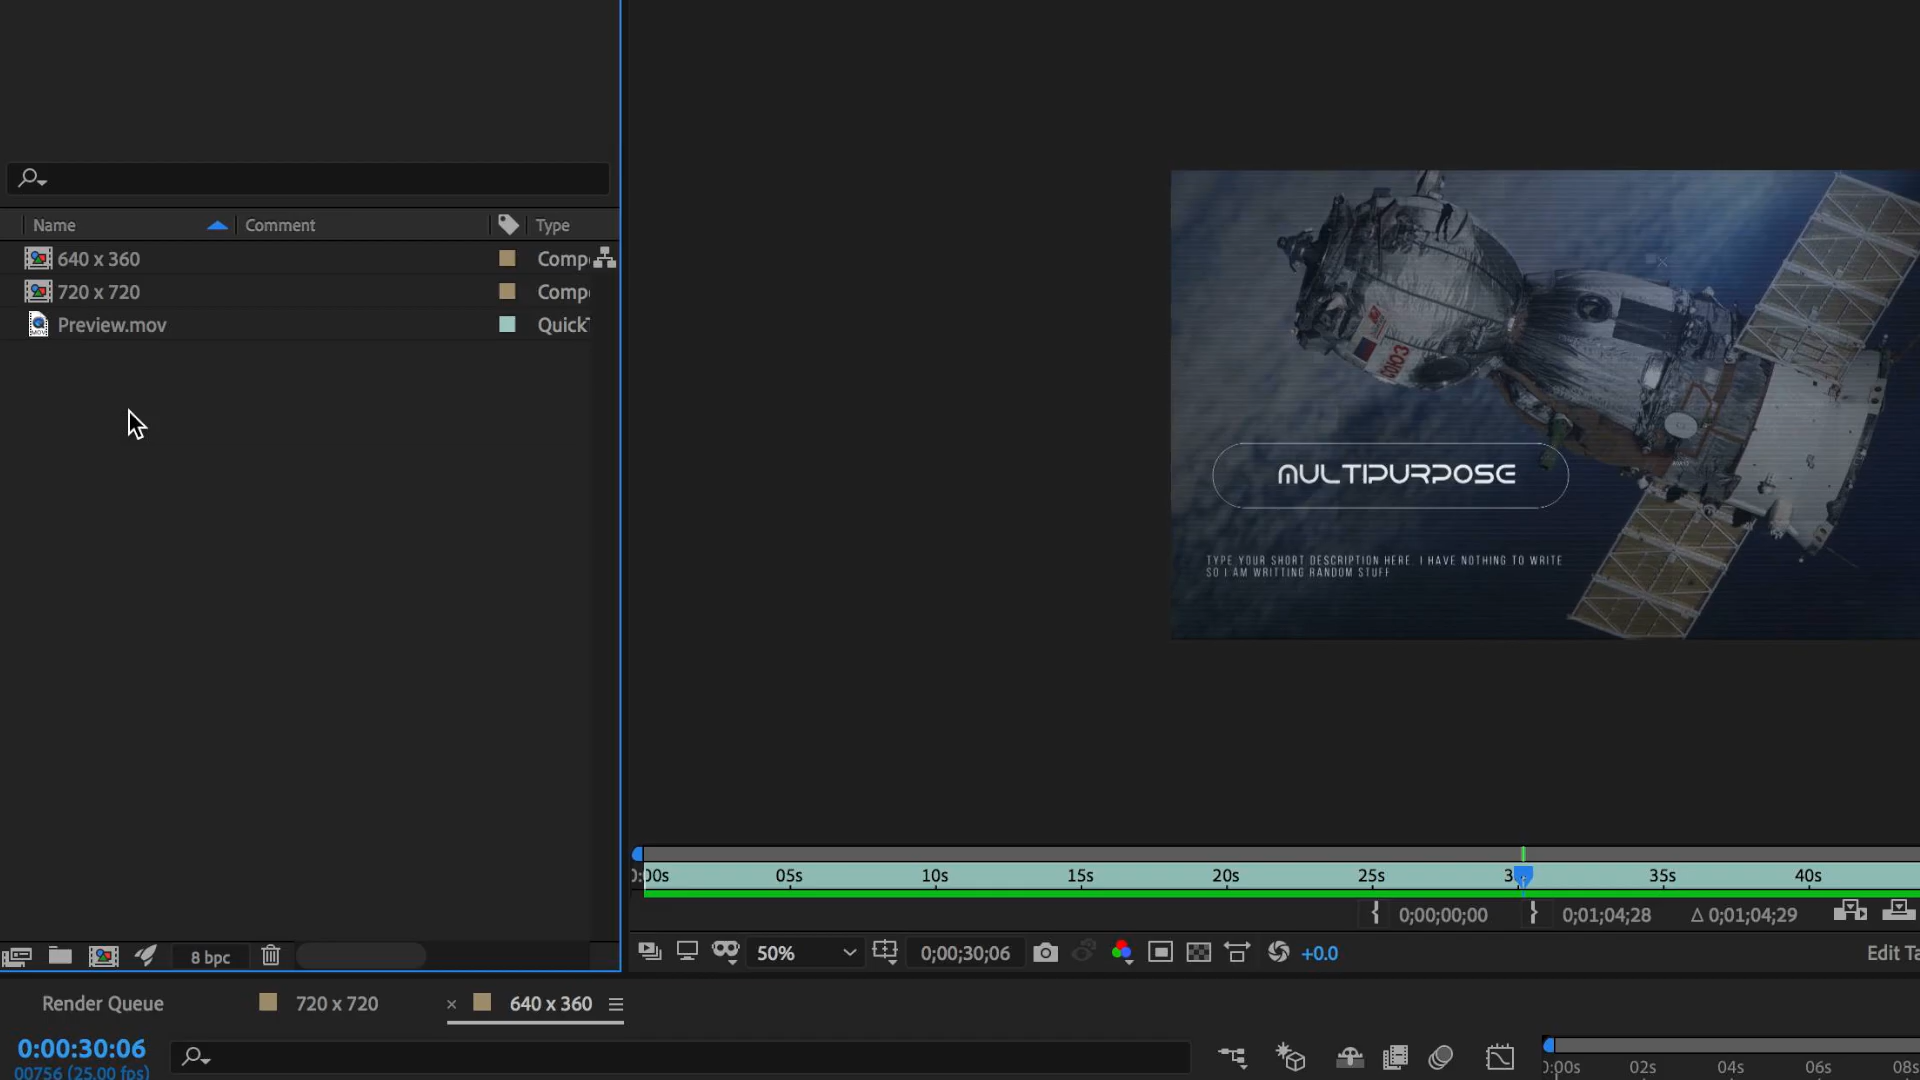 Name Comment Type
640 x 360 Comp
720 x 720 Comp
Preview.mov Quick
MULTIPURPOSE
TYPE YOUR SHORT DESCRIPTION HERE. I HAVE NOTHING TO WRITE
SO I AM WRITTING RANDOM STUFF
0:00s 05s 10s 15s 20s 25s 35s 40s
0;00;00;00 0;01;04;28 Δ 0;01;04;29
8 bpc 50% 0;00;30;06 +0.0 Edit Ta
Render Queue 720 x 720 × 640 x 360
0:00:30:06
00756 (25.00 fps)
0:00s 02s 04s 06s 08s